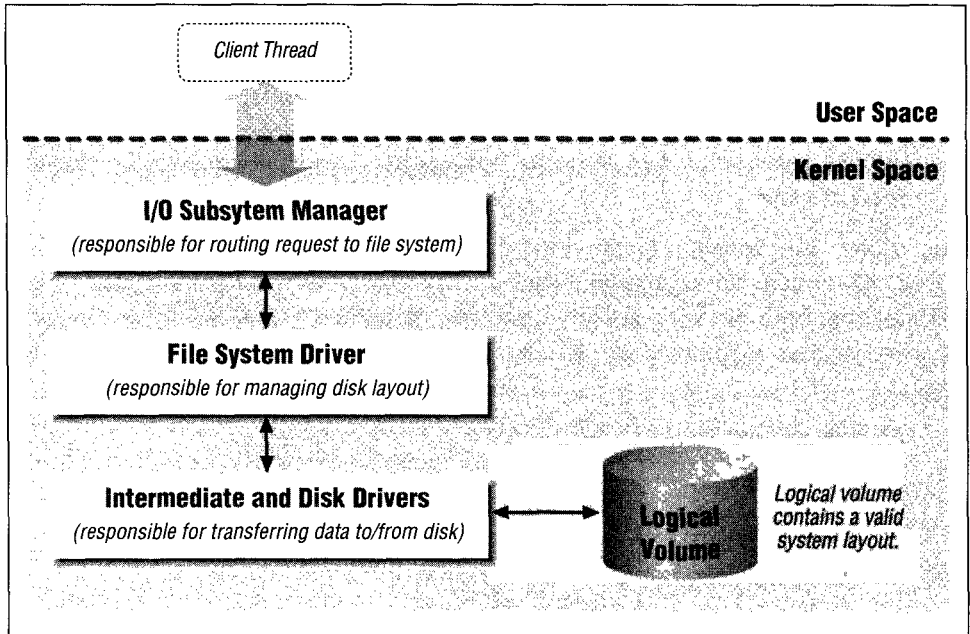 Client Thread
User Space
Kernel Space
I/O Subsytem Manager
(responsible for routing request to file system)
File System Driver
(responsible for managing disk layout)
Intermediate and Disk Drivers
(responsible for transferring data to/from disk)
Logical
Volume
Logical volume
contains a valid
system layout.